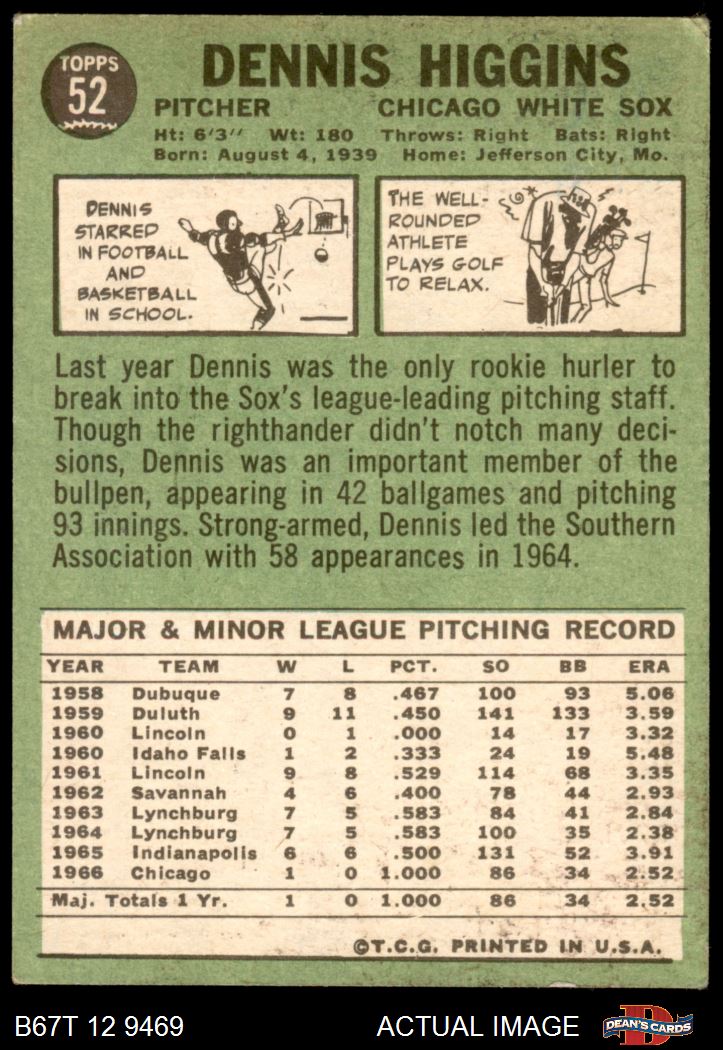 TOPPS
52
DENNIS HIGGINS
PITCHER CHICAGO WHITE SOX
Ht: 6'3" Wt: 180 Throws: Right Bats: Right
Born: August 4, 1939 Home: Jefferson City, Mo.
DENNIS
STARRED
IN FOOTBALL
AND
BASKETBALL
IN SCHOOL.
THE WELL-
ROUNDED
ATHLETE
PLAYS GOLF
TO RELAX.
Last year Dennis was the only rookie hurler to
break into the Sox's league-leading pitching staff.
Though the righthander didn't notch many deci-
sions, Dennis was an important member of the
bullpen, appearing in 42 ballgames and pitching
93 innings. Strong-armed, Dennis led the Southern
Association with 58 appearances in 1964.
MAJOR & MINOR LEAGUE PITCHING RECORD
YEAR TEAM W L PCT. SO BB ERA
1958 Dubuque 7 8 .467 100 93 5.06
1959 Duluth 9 11 .450 141 133 3.59
1960 Lincoln 0 1 .000 14 17 3.32
1960 Idaho Falls 1 2 .333 24 19 5.48
1961 Lincoln 9 8 .529 114 68 3.35
1962 Savannah 4 6 .400 78 44 2.93
1963 Lynchburg 7 5 .583 84 41 2.84
1964 Lynchburg 7 5 .583 100 35 2.38
1965 Indianapolis 6 6 .500 131 52 3.91
1966 Chicago 1 0 1.000 86 34 2.52
Maj. Totals 1 Yr. 1 0 1.000 86 34 2.52
©T.C.G. PRINTED IN U.S.A.
B67T 12 9469 ACTUAL IMAGE
DEAN'S CARDS